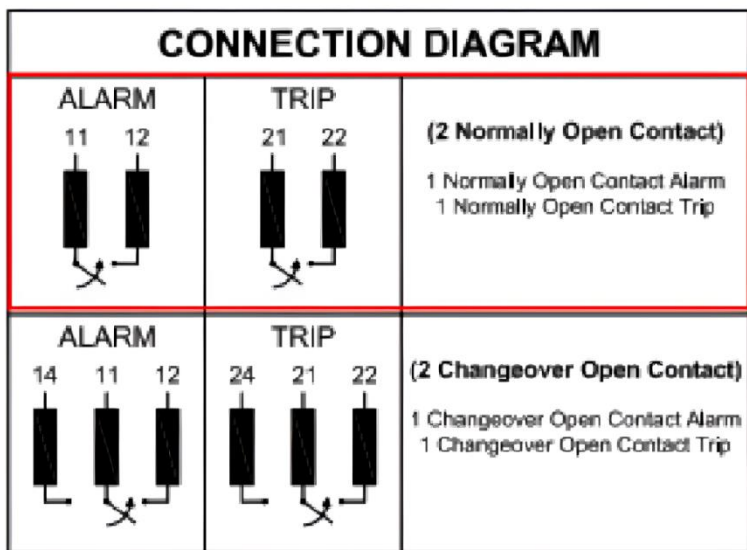 CONNECTION DIAGRAM
ALARM
11 12
TRIP
21 22
(2 Normally Open Contact)
1 Normally Open Contact Alarm
1 Normally Open Contact Trip
ALARM
14 11 12
TRIP
24 21 22
(2 Changeover Open Contact)
1 Changeover Open Contact Alarm
1 Changeover Open Contact Trip